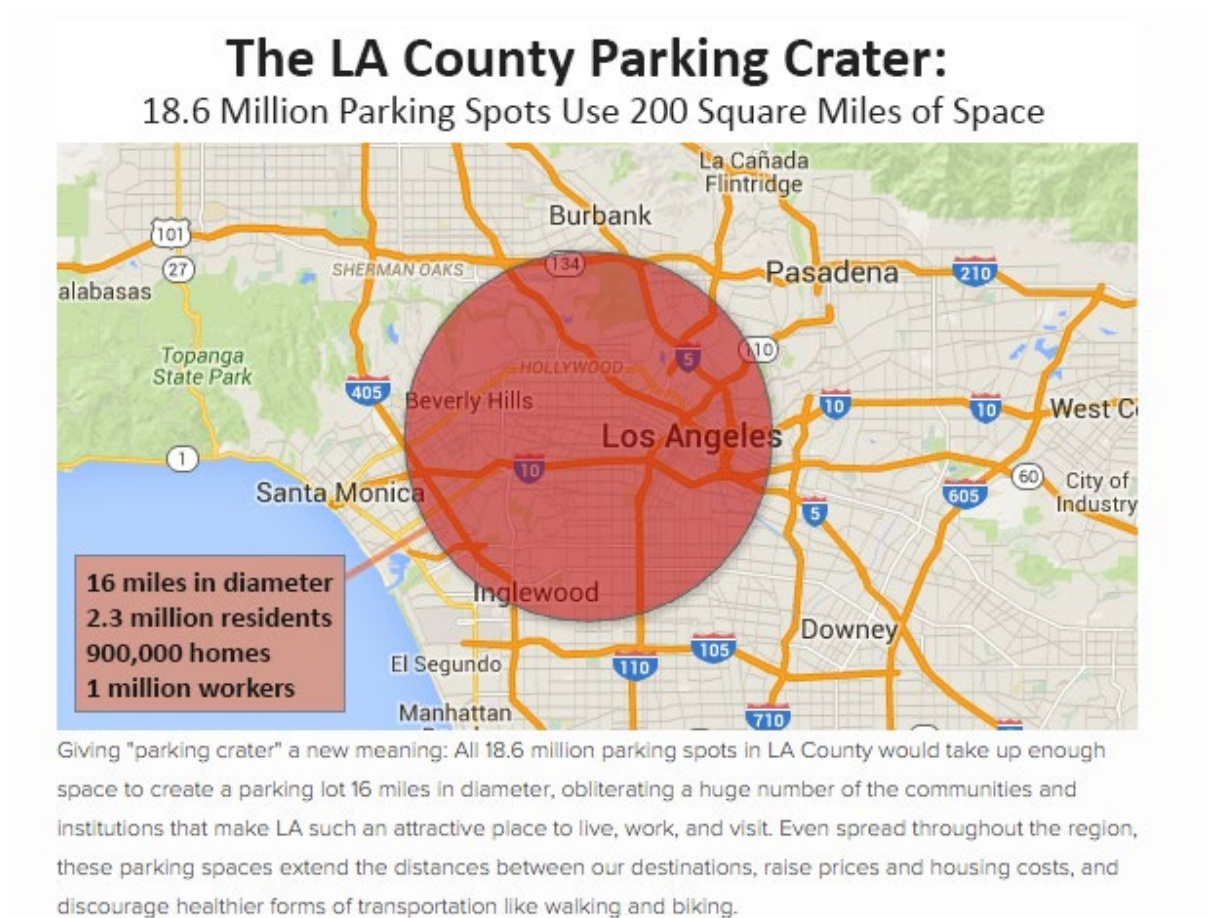 The LA County Parking Crater:
18.6 Million Parking Spots Use 200 Square Miles of Space
La Cañada
Flintridge
Burbank
101
134
27
SHERMAN OAKS
Pasadena
210
alabasas
Topanga
State Park
110
5
HOLLYWOOD
405
Beverly Hills
10
10
West C
Los Angeles
1
10
Santa Monica
60
City of
Industry
605
5
16 miles in diameter
2.3 million residents
900,000 homes
1 million workers
Inglewood
Downey
El Segundo
110
105
Manhattan
710
Giving "parking crater" a new meaning: All 18.6 million parking spots in LA County would take up enough
space to create a parking lot 16 miles in diameter, obliterating a huge number of the communities and
institutions that make LA such an attractive place to live, work, and visit. Even spread throughout the region,
these parking spaces extend the distances between our destinations, raise prices and housing costs, and
discourage healthier forms of transportation like walking and biking.